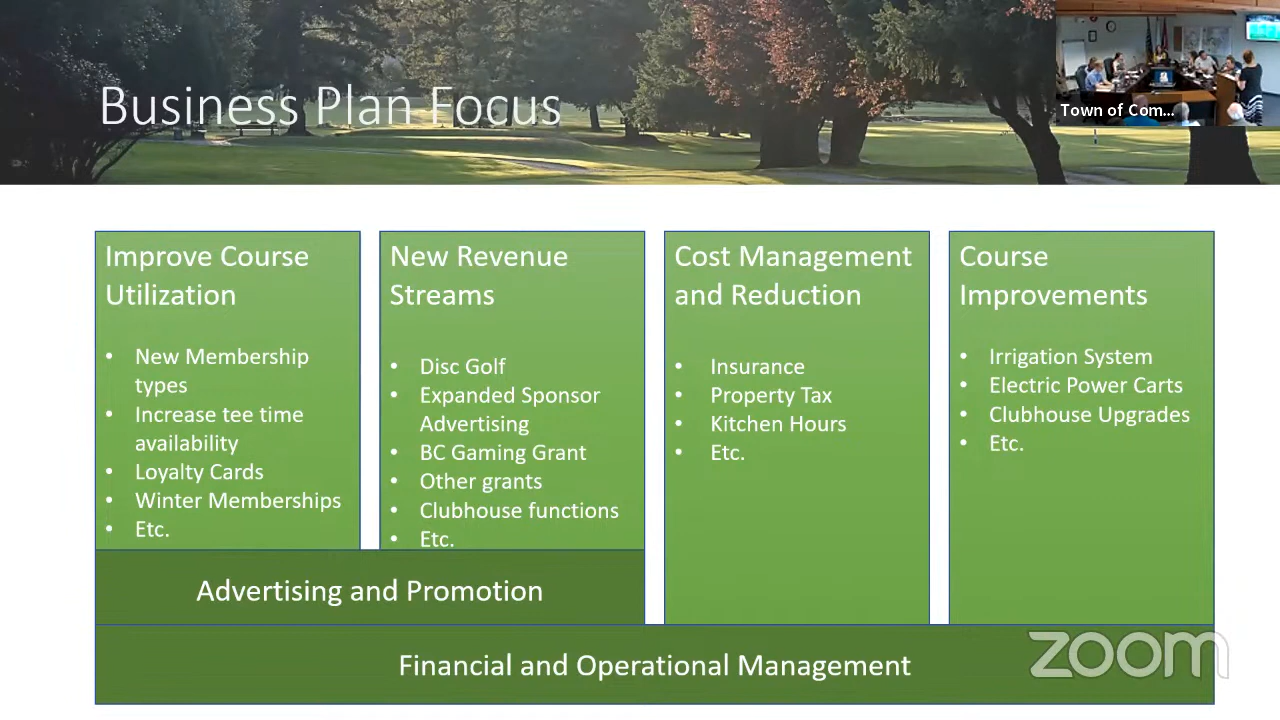 Business Plan Focus
Town of Com...
Improve Course
Utilization
• New Membership
types
• Increase tee time
availability
• Loyalty Cards
• Winter Memberships
• Etc.
New Revenue
Streams
• Disc Golf
• Expanded Sponsor
Advertising
• BC Gaming Grant
• Other grants
• Clubhouse functions
• Etc.
Cost Management
and Reduction
• Insurance
• Property Tax
• Kitchen Hours
• Etc.
Course
Improvements
• Irrigation System
• Electric Power Carts
• Clubhouse Upgrades
• Etc.
Advertising and Promotion
Financial and Operational Management
zoom